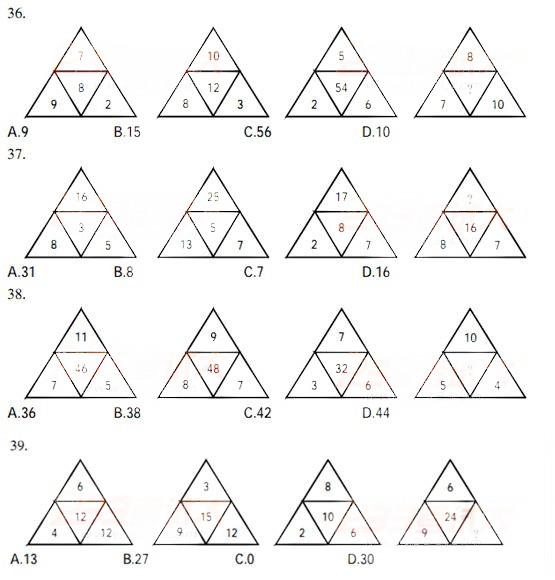 36.
7 10 5 8
8 12 54 ?
9 2 8 3 2 6 7 10
A.9 B.15 C.56 D.10
37.
16 25 17 ?
3 5 8 16
8 5 13 7 2 7 8 7
A.31 B.8 C.7 D.16
38.
11 9 7 10
46 48 32 ?
7 5 8 7 3 6 5 4
A.36 B.38 C.42 D.44
39.
6 3 8 6
12 15 10 24
4 12 9 12 2 6 9 ?
A.13 B.27 C.0 D.30